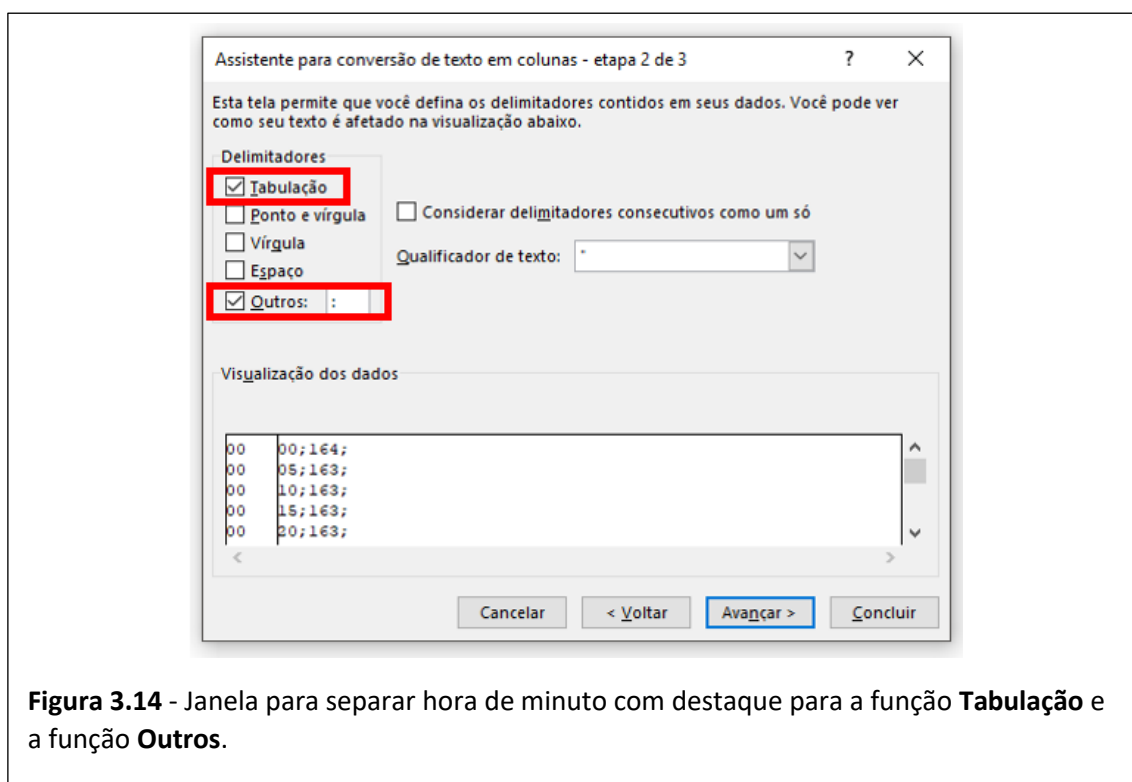 Assistente para conversão de texto em colunas - etapa 2 de 3 ? ×
Esta tela permite que você defina os delimitadores contidos em seus dados. Você pode ver
como seu texto é afetado na visualização abaixo.
Delimitadores
Tabulação
Ponto e vírgula
Considerar delimitadores consecutivos como um só
Vírgula
Qualificador de texto: "
Espaço
Outros: :
Visualização dos dados
00 00;164;
00 05;163;
00 10;163;
00 15;163;
00 20;163;
Cancelar < Voltar Avançar > Concluir
Figura 3.14 - Janela para separar hora de minuto com destaque para a função Tabulação e
a função Outros.